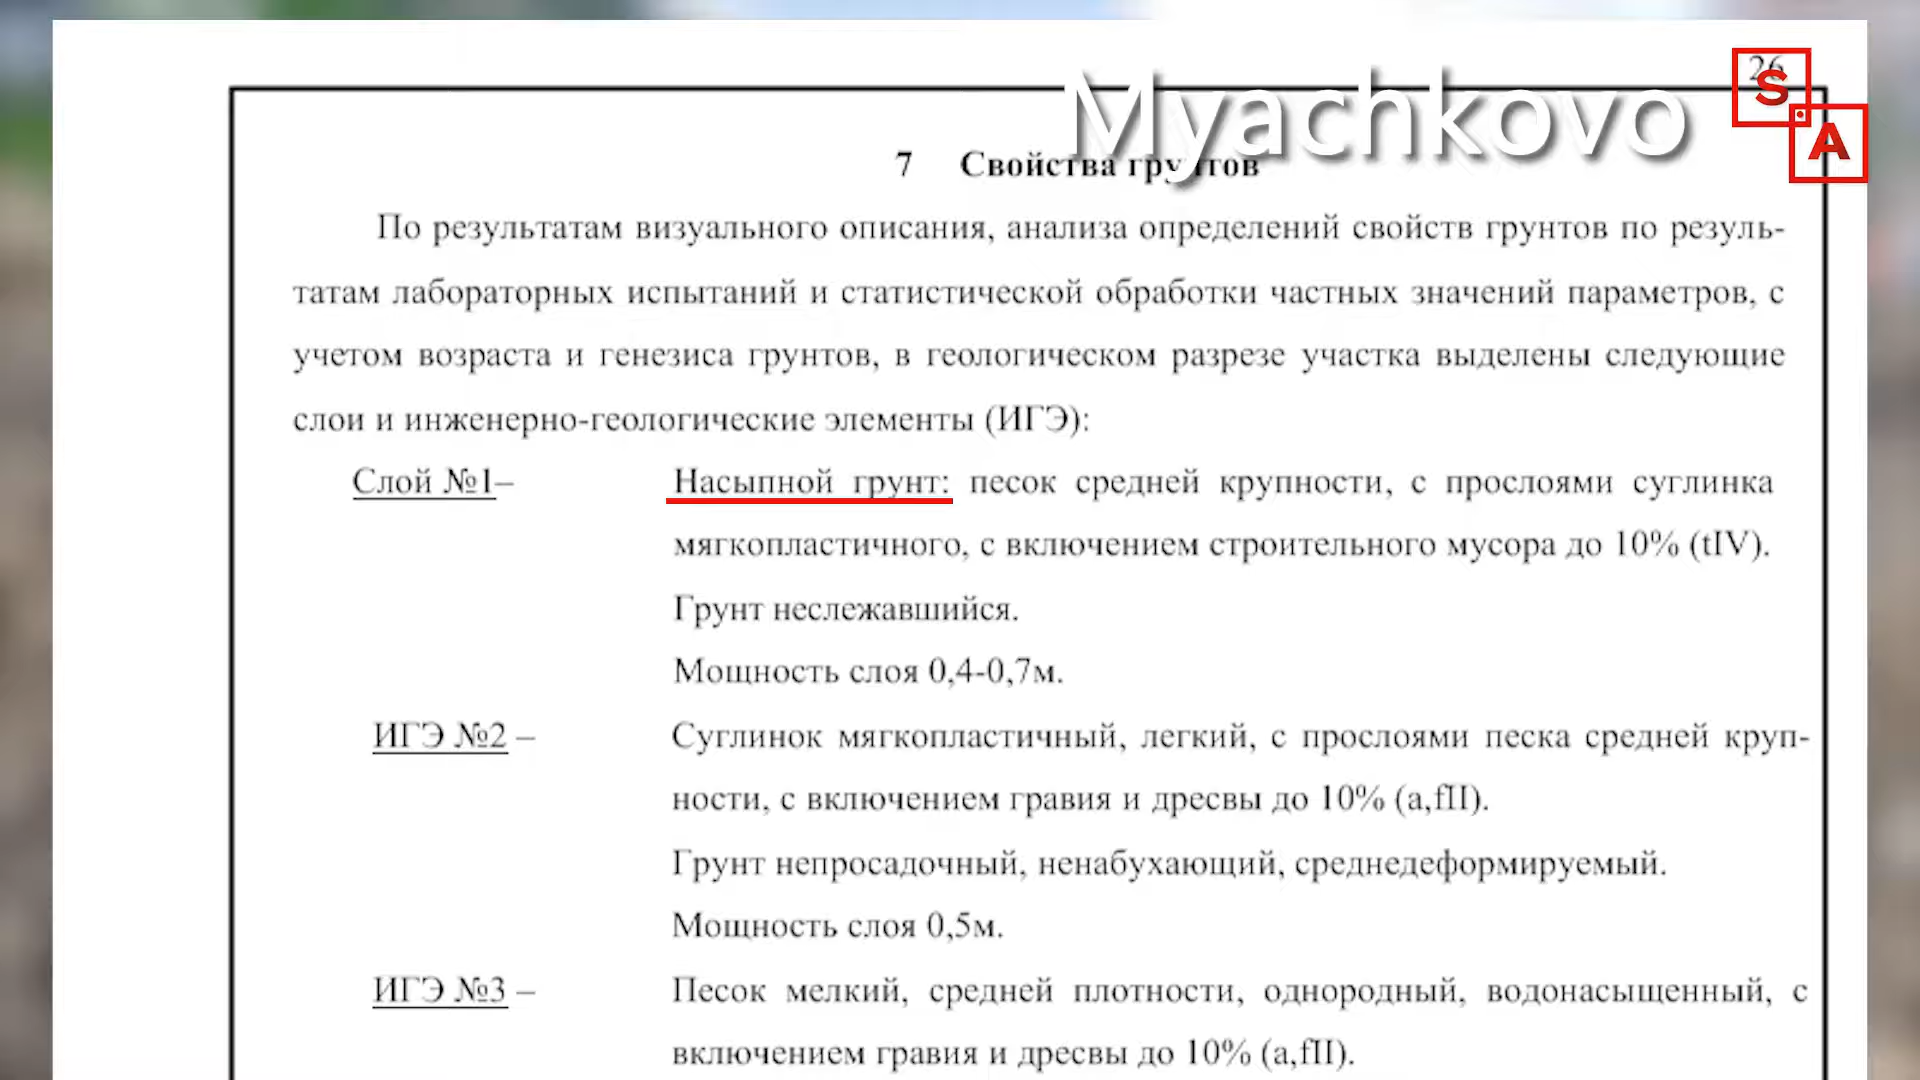 26
Myachkovo
S
A
7 Свойства грунтов
По результатам визуального описания, анализа определений свойств грунтов по резуль-
татам лабораторных испытаний и статистической обработки частных значений параметров, с
учетом возраста и генезиса грунтов, в геологическом разрезе участка выделены следующие
слои и инженерно-геологические элементы (ИГЭ):
Слой №1– Насыпной грунт: песок средней крупности, с прослоями суглинка
мягкопластичного, с включением строительного мусора до 10% (tIV).
Грунт неслежавшийся.
Мощность слоя 0,4-0,7м.
ИГЭ №2 – Суглинок мягкопластичный, легкий, с прослоями песка средней круп-
ности, с включением гравия и дресвы до 10% (a,fII).
Грунт непросадочный, ненабухающий, среднедеформируемый.
Мощность слоя 0,5м.
ИГЭ №3 – Песок мелкий, средней плотности, однородный, водонасыщенный, с
включением гравия и дресвы до 10% (a,fII).